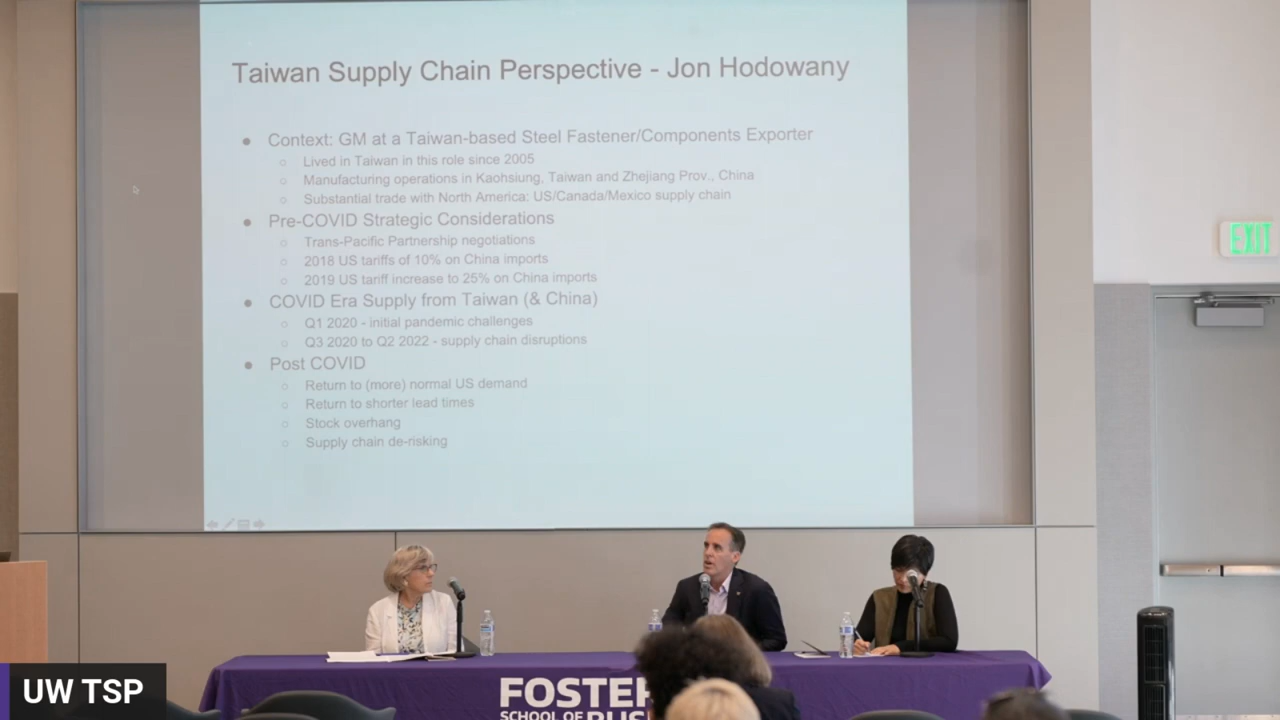 Taiwan Supply Chain Perspective - Jon Hodowany
● Context: GM at a Taiwan-based Steel Fastener/Components Exporter
○ Lived in Taiwan in this role since 2005
○ Manufacturing operations in Kaohsiung, Taiwan and Zhejiang Prov., China
○ Substantial trade with North America: US/Canada/Mexico supply chain
● Pre-COVID Strategic Considerations
○ Trans-Pacific Partnership negotiations
○ 2018 US tariffs of 10% on China imports
○ 2019 US tariff increase to 25% on China imports
● COVID Era Supply from Taiwan (& China)
○ Q1 2020 - initial pandemic challenges
○ Q3 2020 to Q2 2022 - supply chain disruptions
● Post COVID
○ Return to (more) normal US demand
○ Return to shorter lead times
○ Stock overhang
○ Supply chain de-risking
EXIT
FOSTER
SCHOOL OF BUSI
UW TSP